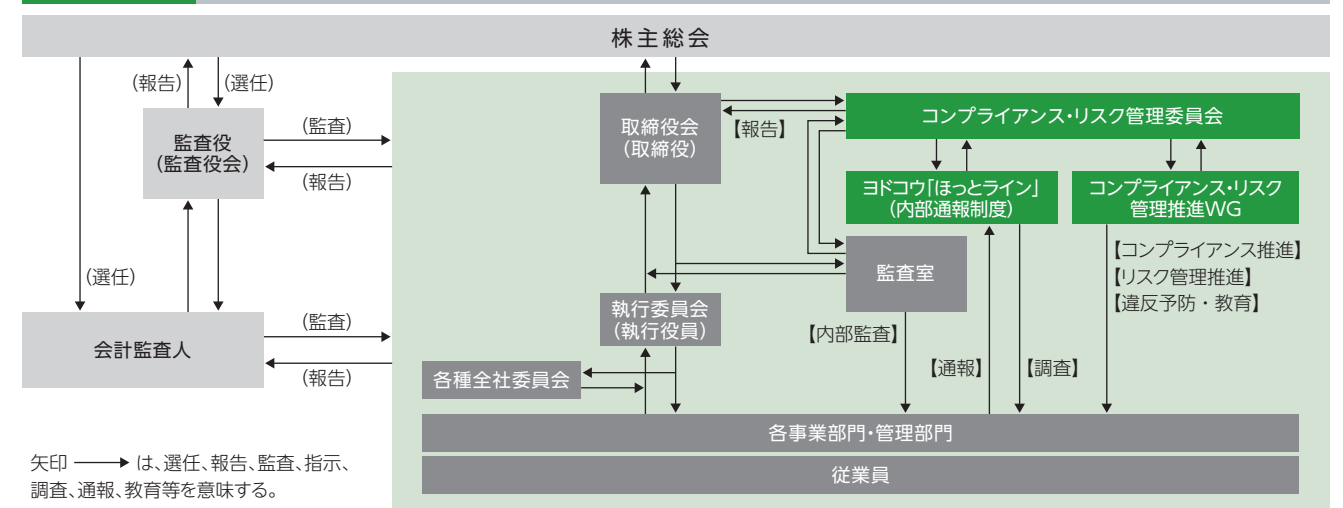 株主総会
(報告)
(選任)
監査役
(監査役会)
(監査)
(報告)
(選任)
会計監査人
(監査)
(報告)
取締役会
(取締役)
【報告】
コンプライアンス・リスク管理委員会
ヨドコウ「ほっとライン」
(内部通報制度)
コンプライアンス・リスク
管理推進WG
監査室
【コンプライアンス推進】
【リスク管理推進】
【違反予防・教育】
執行委員会
(執行役員)
【内部監査】
【通報】
【調査】
各種全社委員会
各事業部門・管理部門
従業員
矢印 ⟶ は、選任、報告、監査、指示、
調査、通報、教育等を意味する。